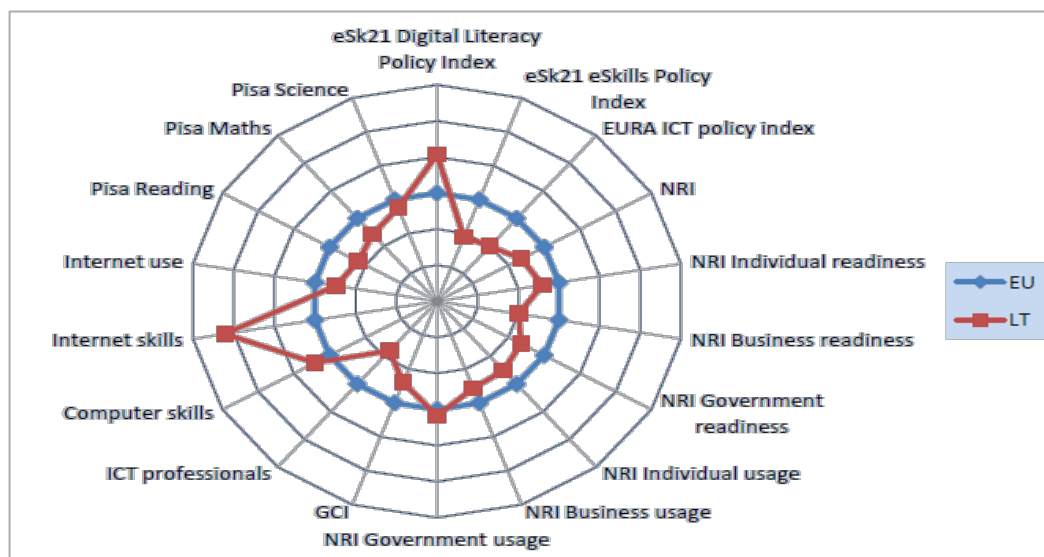 eSk21 Digital Literacy
Policy Index
eSk21 eSkills Policy
Index
EURA ICT policy index
NRI
NRI Individual readiness
NRI Business readiness
NRI Government
readiness
NRI Individual usage
NRI Business usage
NRI Government usage
GCI
ICT professionals
Computer skills
Internet skills
Internet use
Pisa Reading
Pisa Maths
Pisa Science
EU
LT